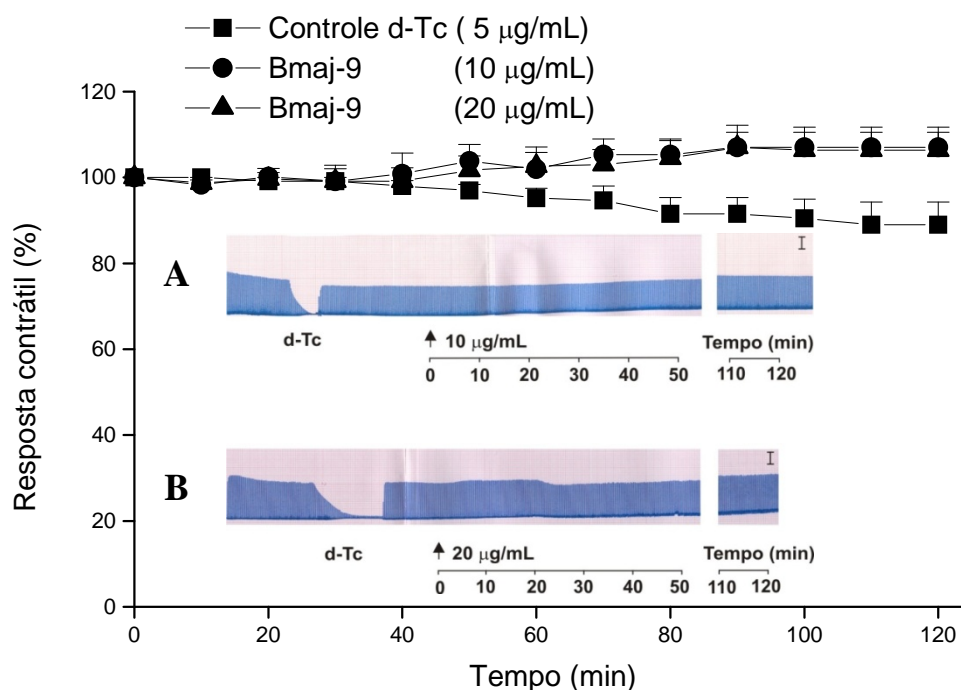 Controle d-Tc ( 5 μg/mL)
Bmaj-9 (10 μg/mL)
Bmaj-9 (20 μg/mL)
120
100
80
60
40
20
0
Resposta contrátil (%)
A
d-Tc
10 μg/mL
Tempo (min)
0 10 20 30 40 50
110 120
B
d-Tc
20 μg/mL
Tempo (min)
0 10 20 30 40 50
110 120
0 20 40 60 80 100 120
Tempo (min)